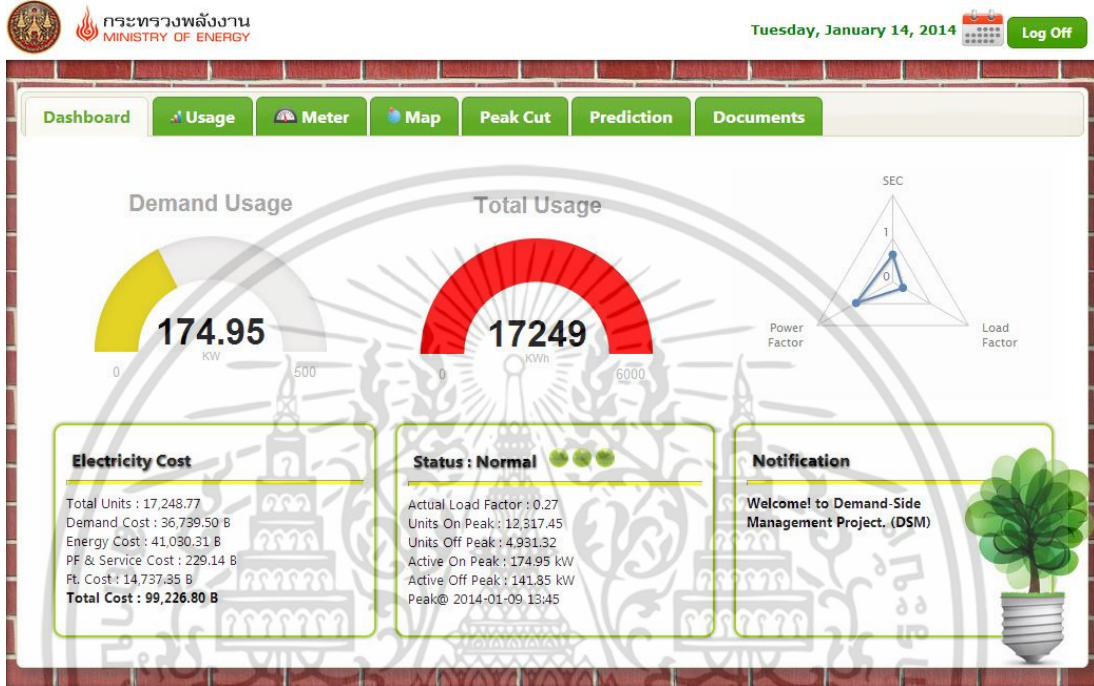 กระทรวงพลังงาน
MINISTRY OF ENERGY
Tuesday, January 14, 2014
Log Off
Dashboard
Usage
Meter
Map
Peak Cut
Prediction
Documents
Demand Usage
174.95
KW
0
500
Total Usage
17249
KWh
0
6000
SEC
1
0
Power
Factor
Load
Factor
Electricity Cost
Total Units : 17,248.77
Demand Cost : 36,739.50 B
Energy Cost : 41,030.31 B
PF & Service Cost : 229.14 B
Ft. Cost : 14,737.35 B
Total Cost : 99,226.80 B
Status : Normal
Actual Load Factor : 0.27
Units On Peak : 12,317.45
Units Off Peak : 4,931.32
Active On Peak : 174.95 kW
Active Off Peak : 141.85 kW
Peak@ 2014-01-09 13:45
Notification
Welcome! to Demand-Side
Management Project. (DSM)